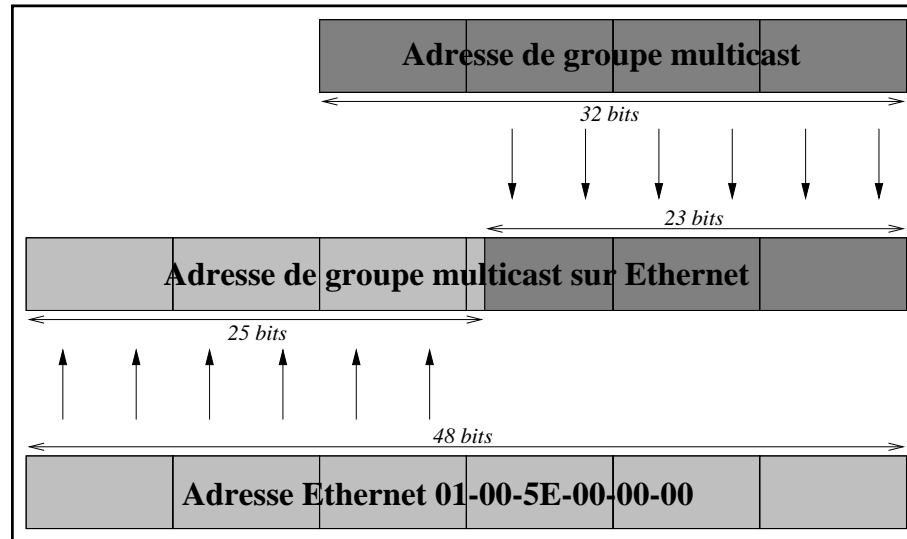 Adresse de groupe multicast
32 bits
23 bits
Adresse de groupe multicast sur Ethernet
25 bits
48 bits
Adresse Ethernet 01-00-5E-00-00-00